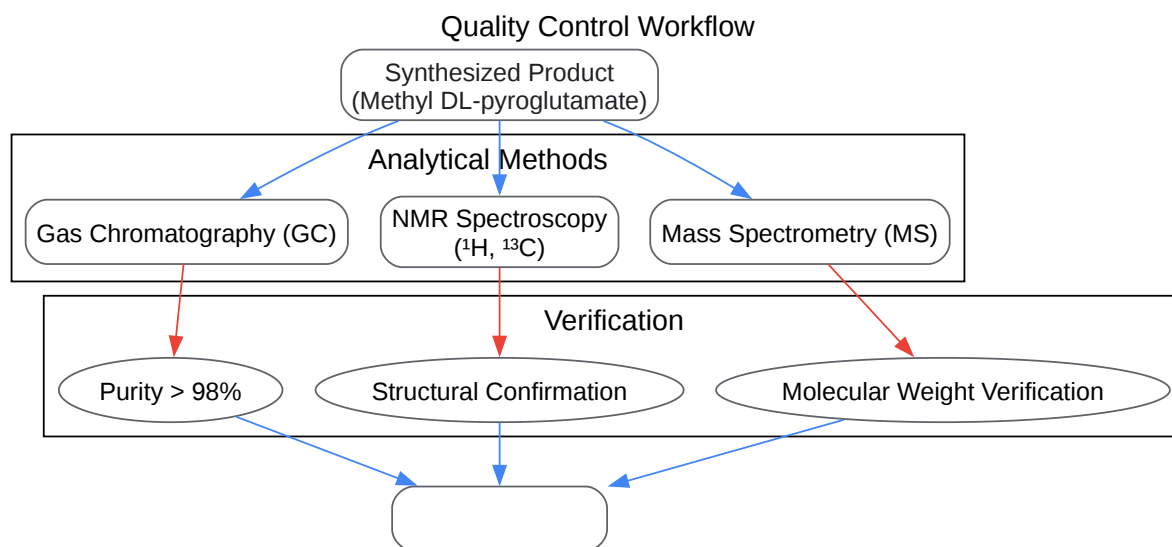 Quality Control Workflow
Synthesized Product
(Methyl DL-pyroglutamate)
Analytical Methods
Gas Chromatography (GC)
NMR Spectroscopy
(¹H, ¹³C)
Mass Spectrometry (MS)
Verification
Purity > 98%
Structural Confirmation
Molecular Weight Verification